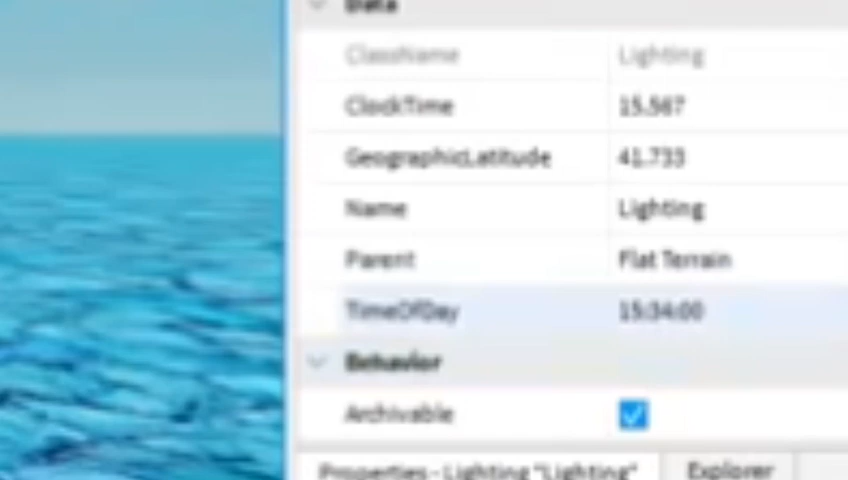 Data
ClassName Lighting
ClockTime 15.567
GeographicLatitude 41.733
Name Lighting
Parent Flat Terrain
TimeOfDay 15:34:00
Behavior
Archivable
Properties - Lighting "Lighting" Explorer